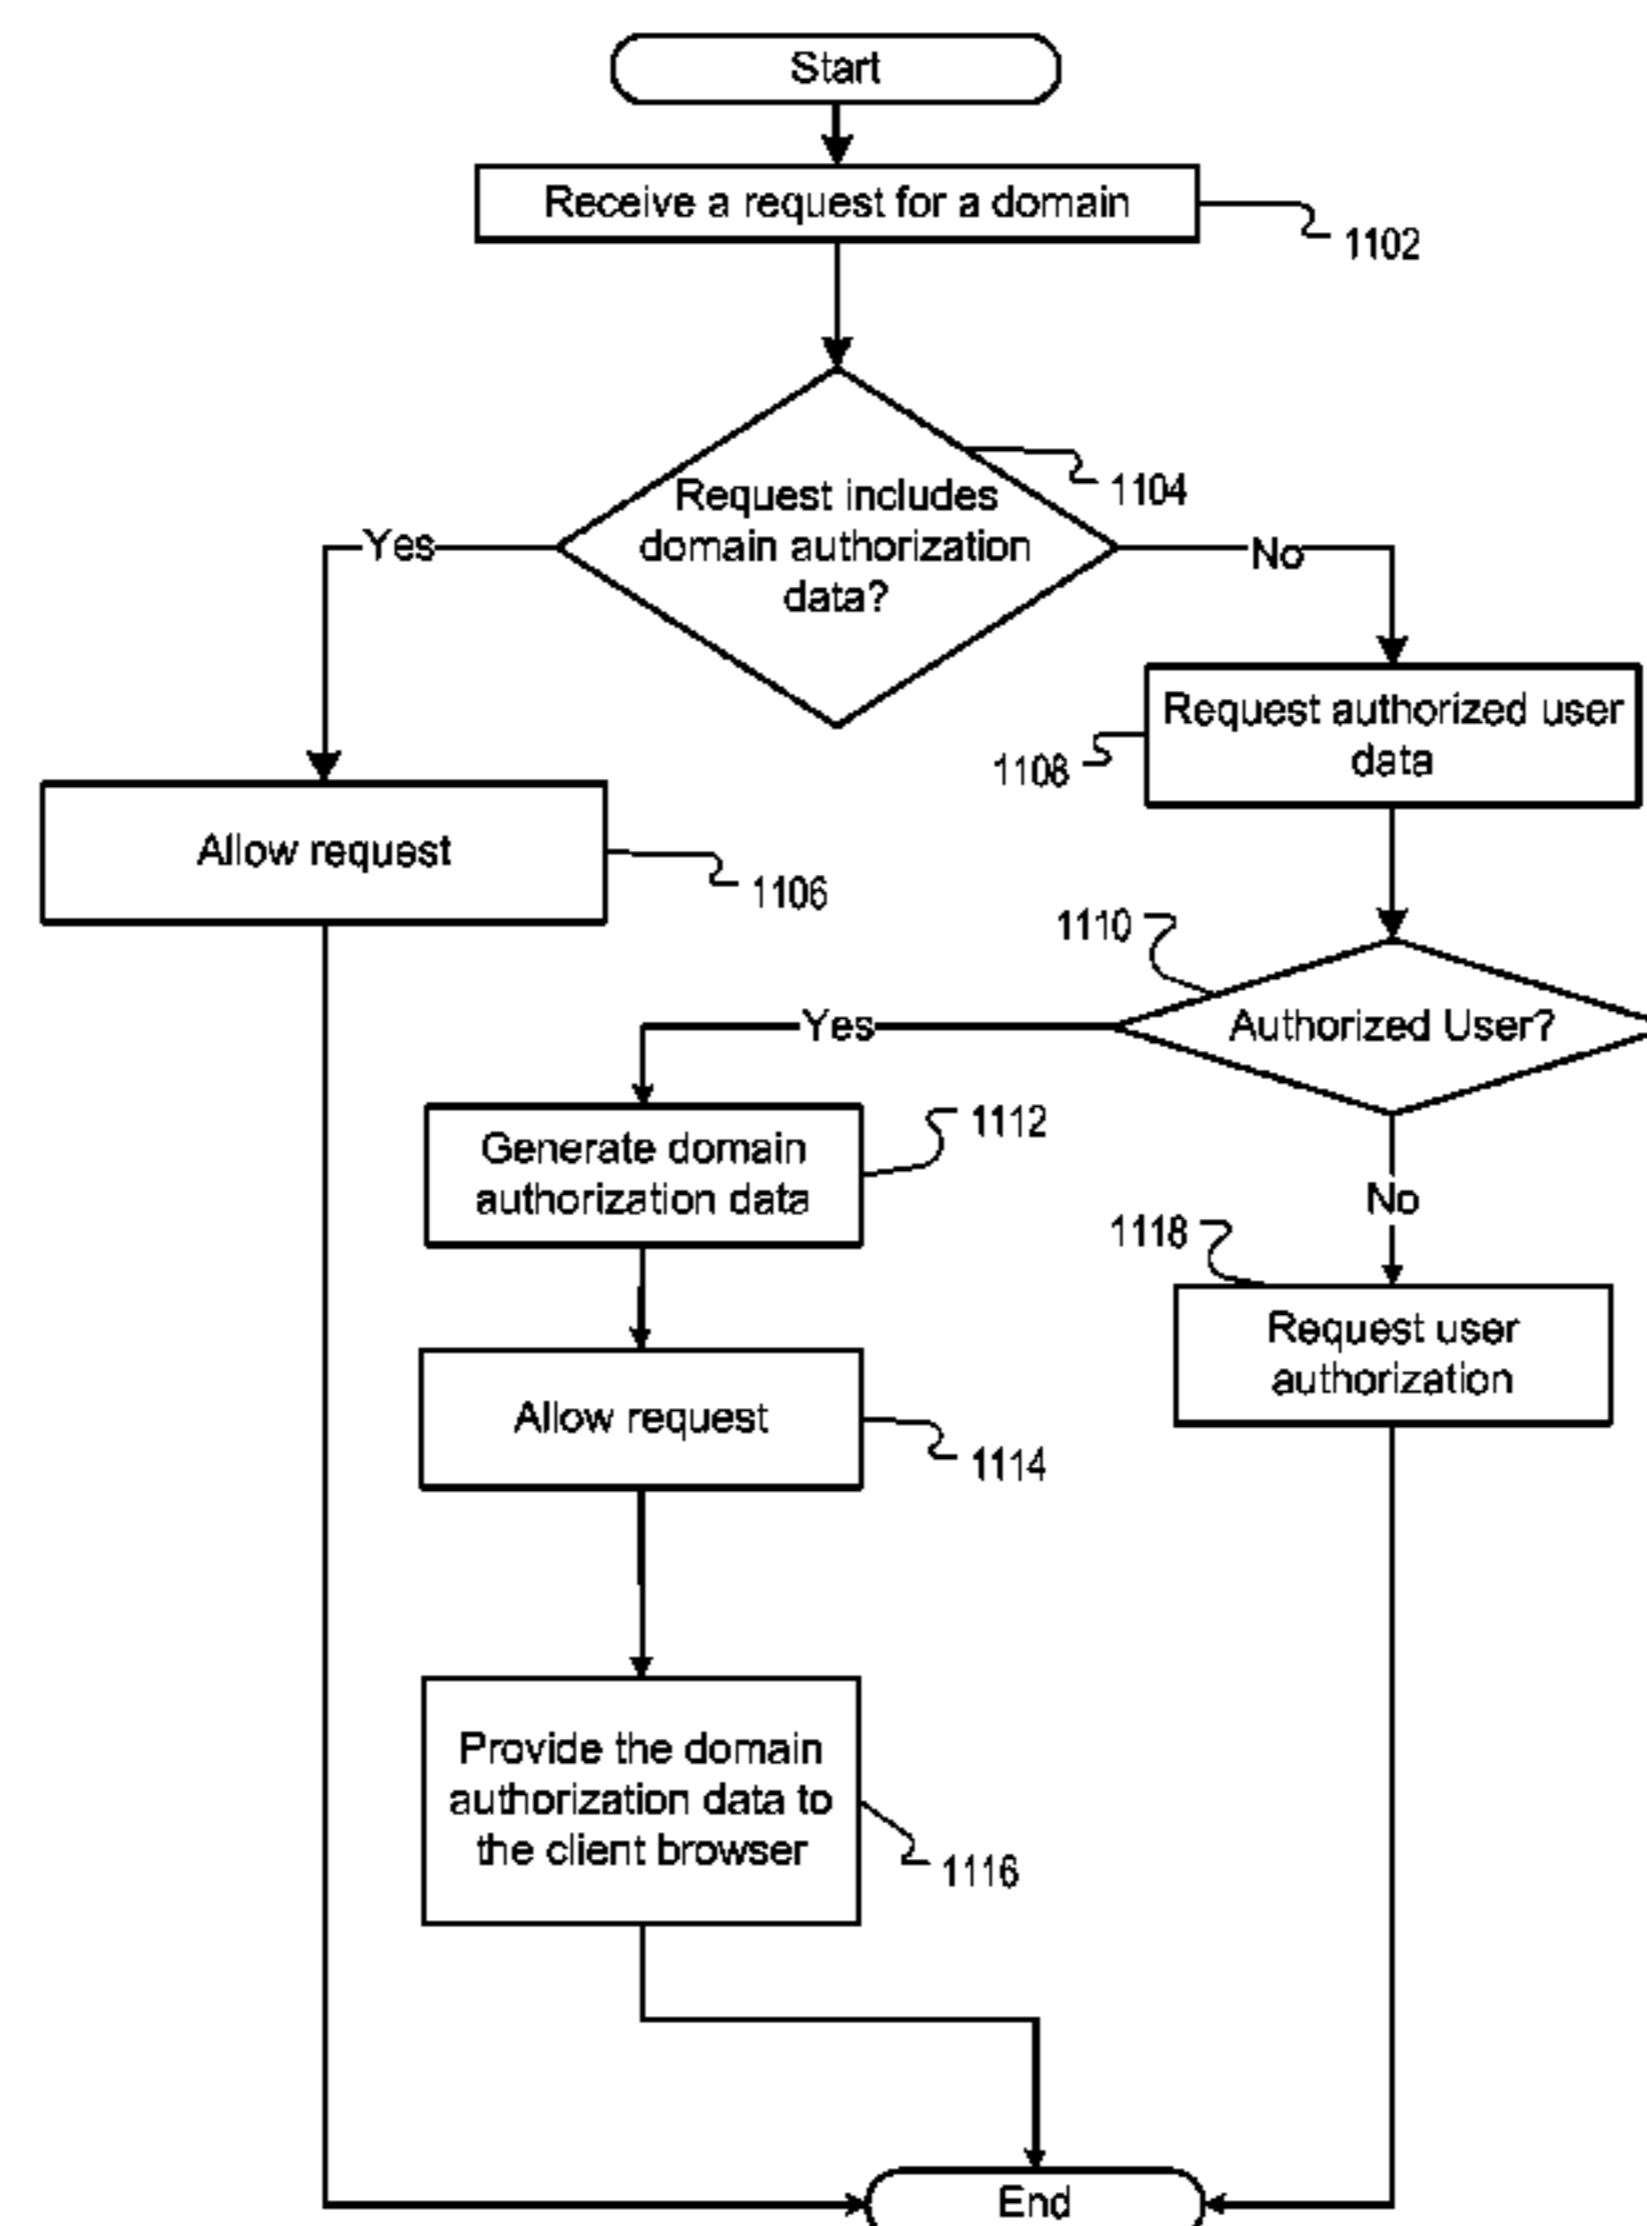 Start
Receive a request for a domain
1102
1104
Request includes
domain authorization
data?
Yes
No
Request authorized user
data
1108
Allow request
1106
1110
Authorized User?
Yes
Generate domain
authorization data
1112
No
1118
Request user
authorization
Allow request
1114
Provide the domain
authorization data to
the client browser
1116
End